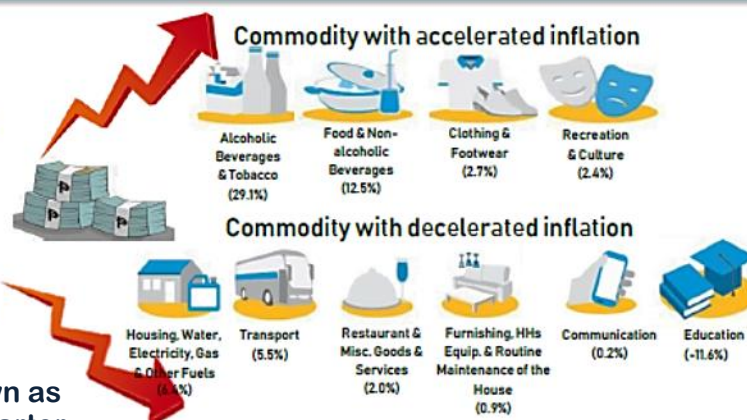 Commodity with accelerated inflation
Alcoholic
Beverages
& Tobacco
(29.1%)
Food & Non-
alcoholic
Beverages
(12.5%)
Clothing &
Footwear
(2.7%)
Recreation
& Culture
(2.4%)
₱
₱
₱
Commodity with decelerated inflation
Housing, Water,
Electricity, Gas
& Other Fuels
Transport
(5.5%)
Restaurant &
Misc. Goods &
Services
(2.0%)
Furnishing, HHs
Equip. & Routine
Maintenance of the
House
(0.9%)
Communication
(0.2%)
Education
(-11.6%)
as